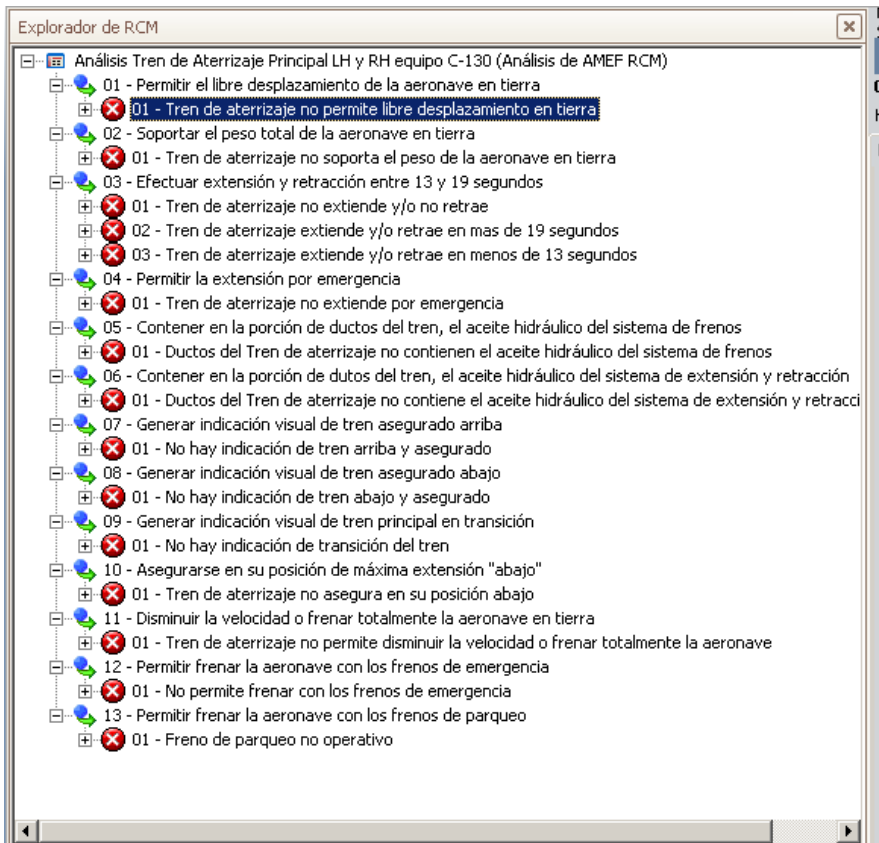 Explorador de RCM
Análisis Tren de Aterrizaje Principal LH y RH equipo C-130 (Análisis de AMEF RCM)
01 - Permitir el libre desplazamiento de la aeronave en tierra
01 - Tren de aterrizaje no permite libre desplazamiento en tierra
02 - Soportar el peso total de la aeronave en tierra
01 - Tren de aterrizaje no soporta el peso de la aeronave en tierra
03 - Efectuar extensión y retracción entre 13 y 19 segundos
01 - Tren de aterrizaje no extiende y/o no retrae
02 - Tren de aterrizaje extiende y/o retrae en mas de 19 segundos
03 - Tren de aterrizaje extiende y/o retrae en menos de 13 segundos
04 - Permitir la extensión por emergencia
01 - Tren de aterrizaje no extiende por emergencia
05 - Contener en la porción de ductos del tren, el aceite hidráulico del sistema de frenos
01 - Ductos del Tren de aterrizaje no contienen el aceite hidráulico del sistema de frenos
06 - Contener en la porción de dutos del tren, el aceite hidráulico del sistema de extensión y retracción
01 - Ductos del Tren de aterrizaje no contiene el aceite hidráulico del sistema de extensión y retracci
07 - Generar indicación visual de tren asegurado arriba
01 - No hay indicación de tren arriba y asegurado
08 - Generar indicación visual de tren asegurado abajo
01 - No hay indicación de tren abajo y asegurado
09 - Generar indicación visual de tren principal en transición
01 - No hay indicación de transición del tren
10 - Asegurarse en su posición de máxima extensión "abajo"
01 - Tren de aterrizaje no asegura en su posición abajo
11 - Disminuir la velocidad o frenar totalmente la aeronave en tierra
01 - Tren de aterrizaje no permite disminuir la velocidad o frenar totalmente la aeronave
12 - Permitir frenar la aeronave con los frenos de emergencia
01 - No permite frenar con los frenos de emergencia
13 - Permitir frenar la aeronave con los frenos de parqueo
01 - Freno de parqueo no operativo